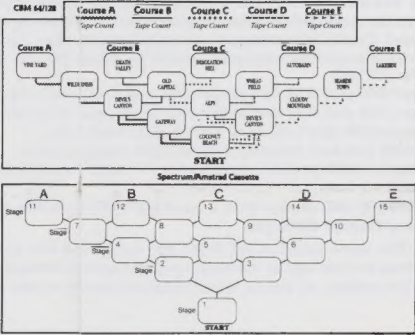 CBM 64/128
Course A Course B Course C Course D Course E
Tape Count Tape Count Tape Count Tape Count Tape Count
Course A Course B Course C Course D Course E
VINE YARD
DEATH
VALLEY
DESOLATION
HILL
AUTOBAHN
LAKESIDE
WILDERNESS
OLD
CAPITAL
WHEAT-
FIELD
SEASIDE
TOWN
DEVIL'S
CANYON
ALPS
CLOUDY
MOUNTAIN
GATEWAY
DEVIL'S
CANYON
COCONUT
BEACH
START
Spectrum/Amstrad Cassette
A B C D E
Stage 11 12 13 14 15
Stage 7 8 9 10
Stage 4 5 6
Stage 2 3
Stage 1
START